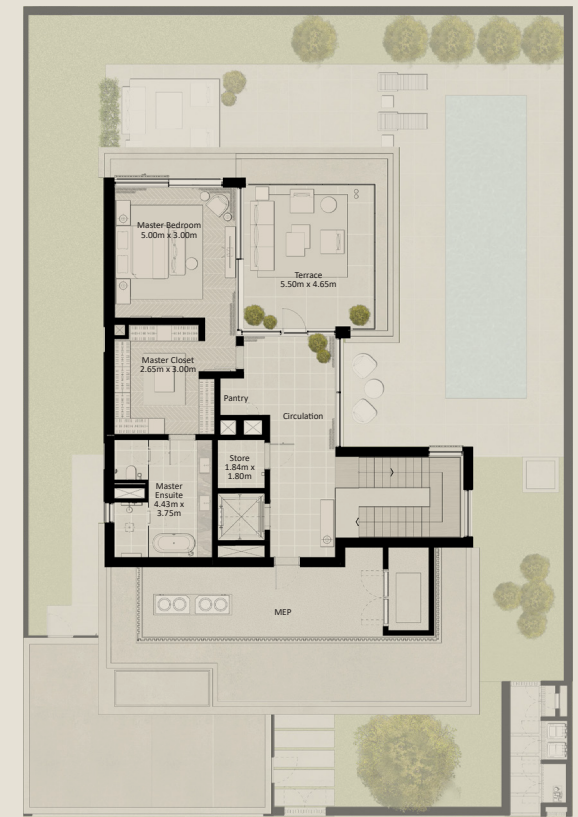 Master Bedroom
5.00m x 3.00m
Terrace
5.50m x 4.65m
Master Closet
2.65m x 3.00m
Pantry
Circulation
Store
1.84m x
1.80m
Master
Ensuite
4.43m x
3.75m
MEP